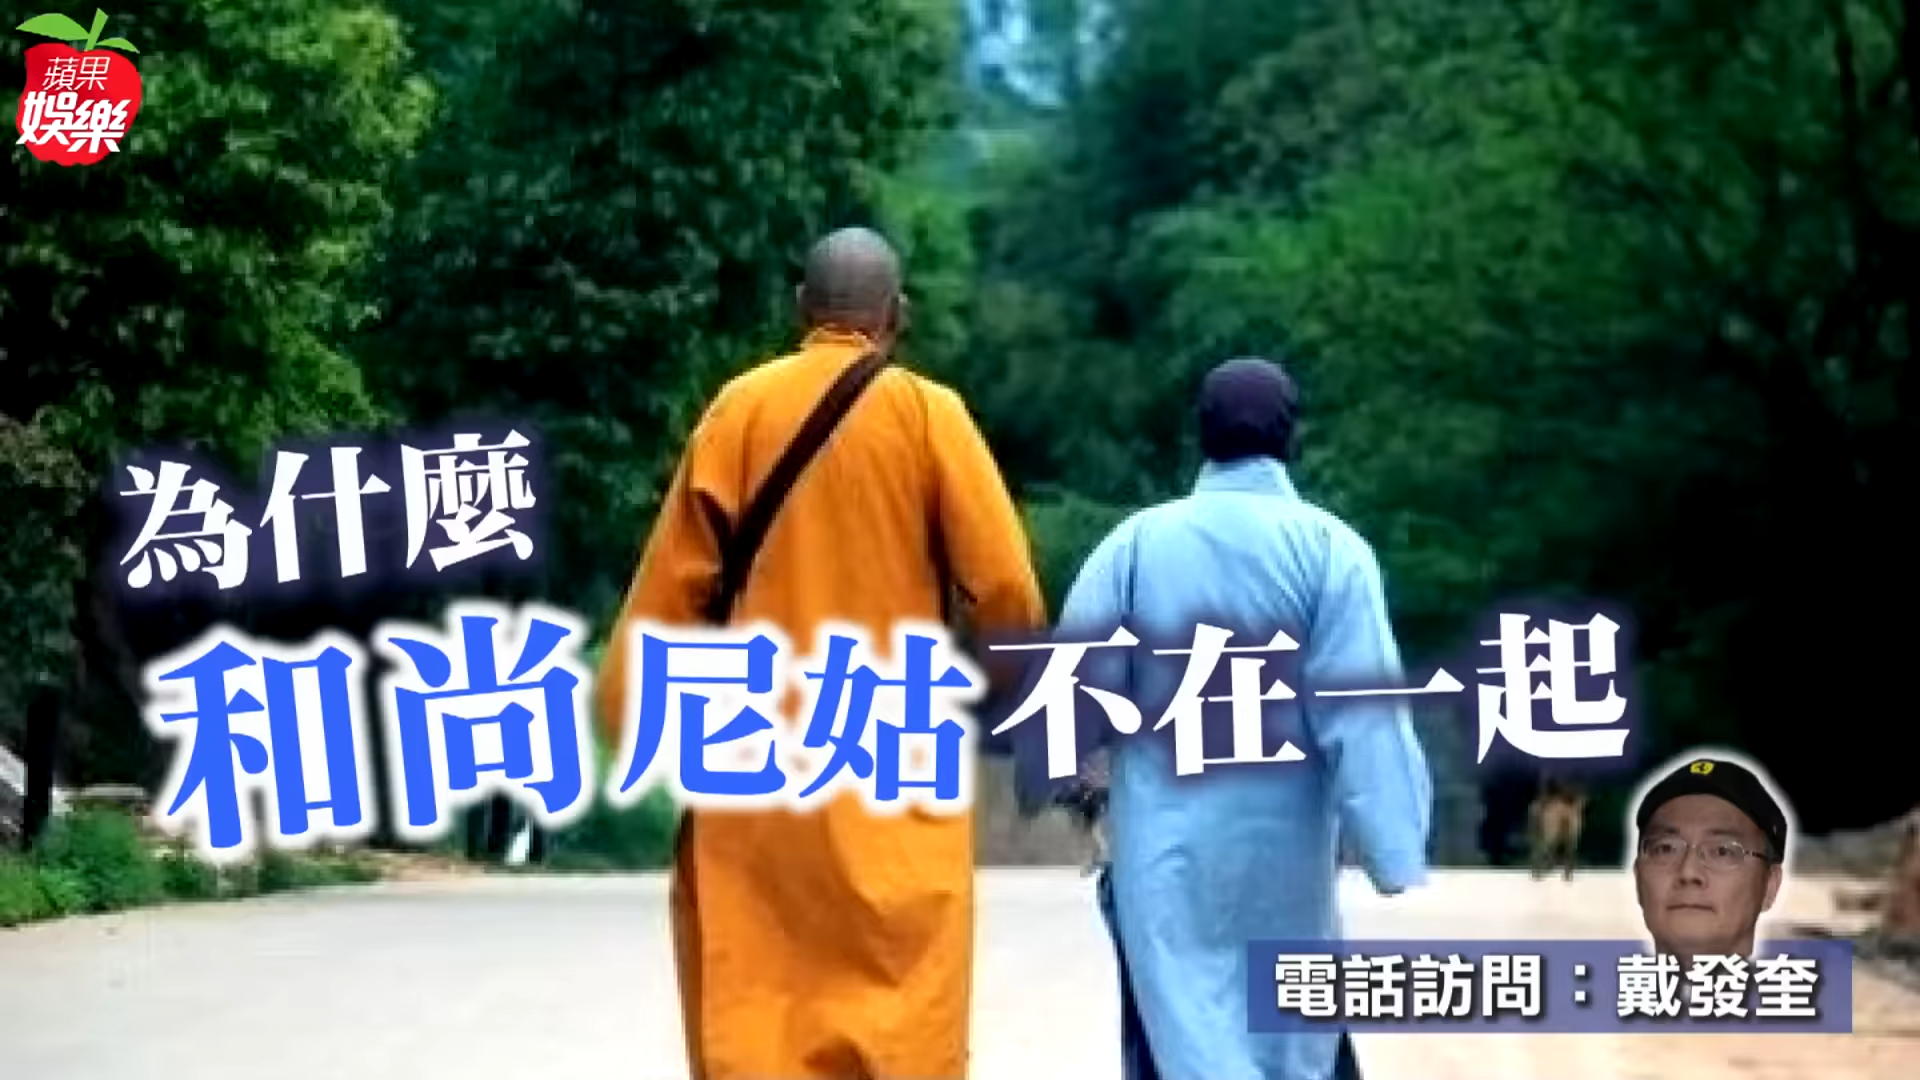 蘋果
娛樂
為什麼
和尚尼姑不在一起
電話訪問：戴發奎